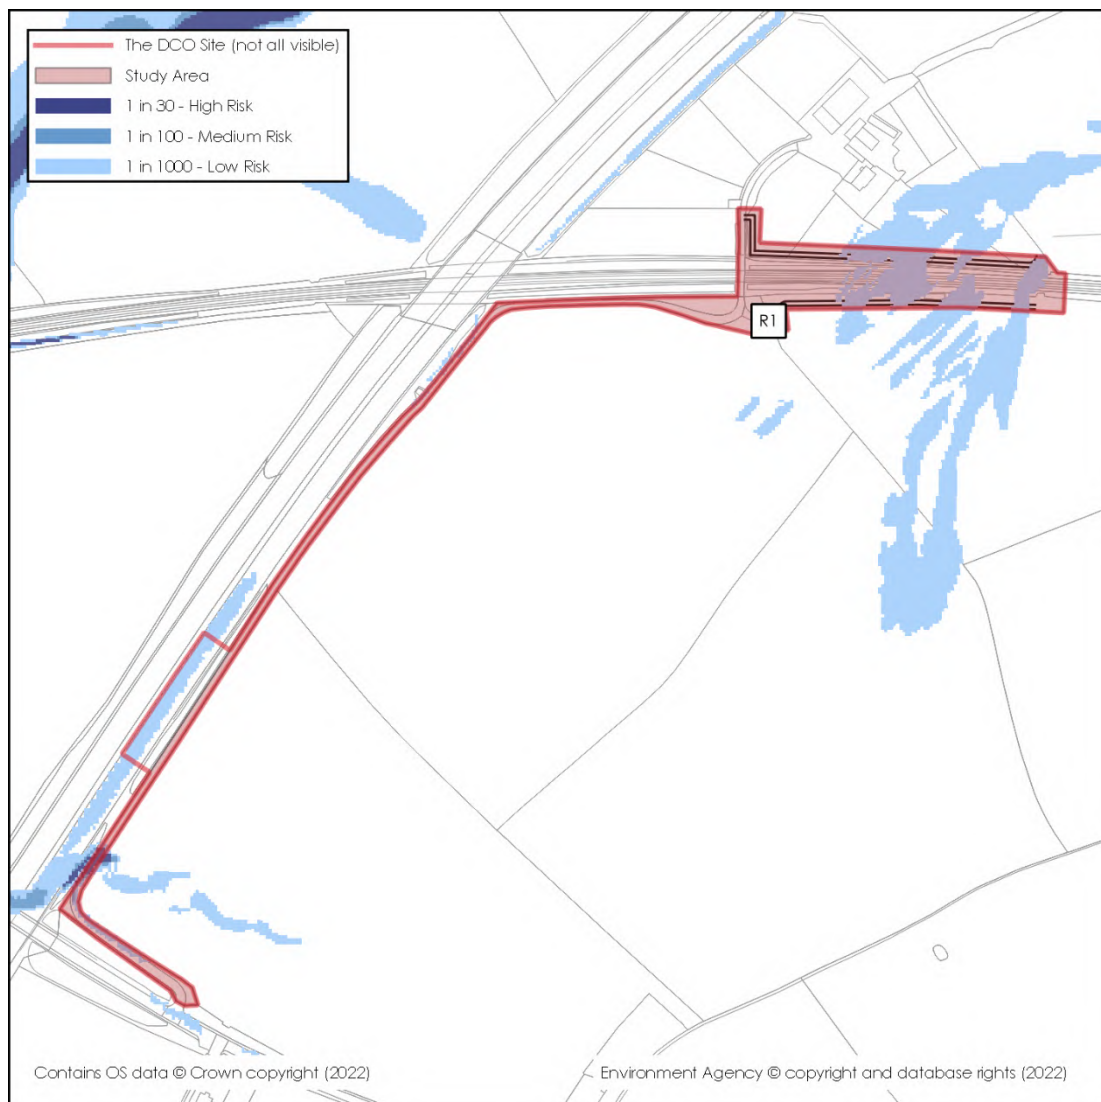 The DCO Site (not all visible)
Study Area
1 in 30 - High Risk
1 in 100 - Medium Risk
1 in 1000 - Low Risk
R1
Contains OS data © Crown copyright (2022)
Environment Agency © copyright and database rights (2022)